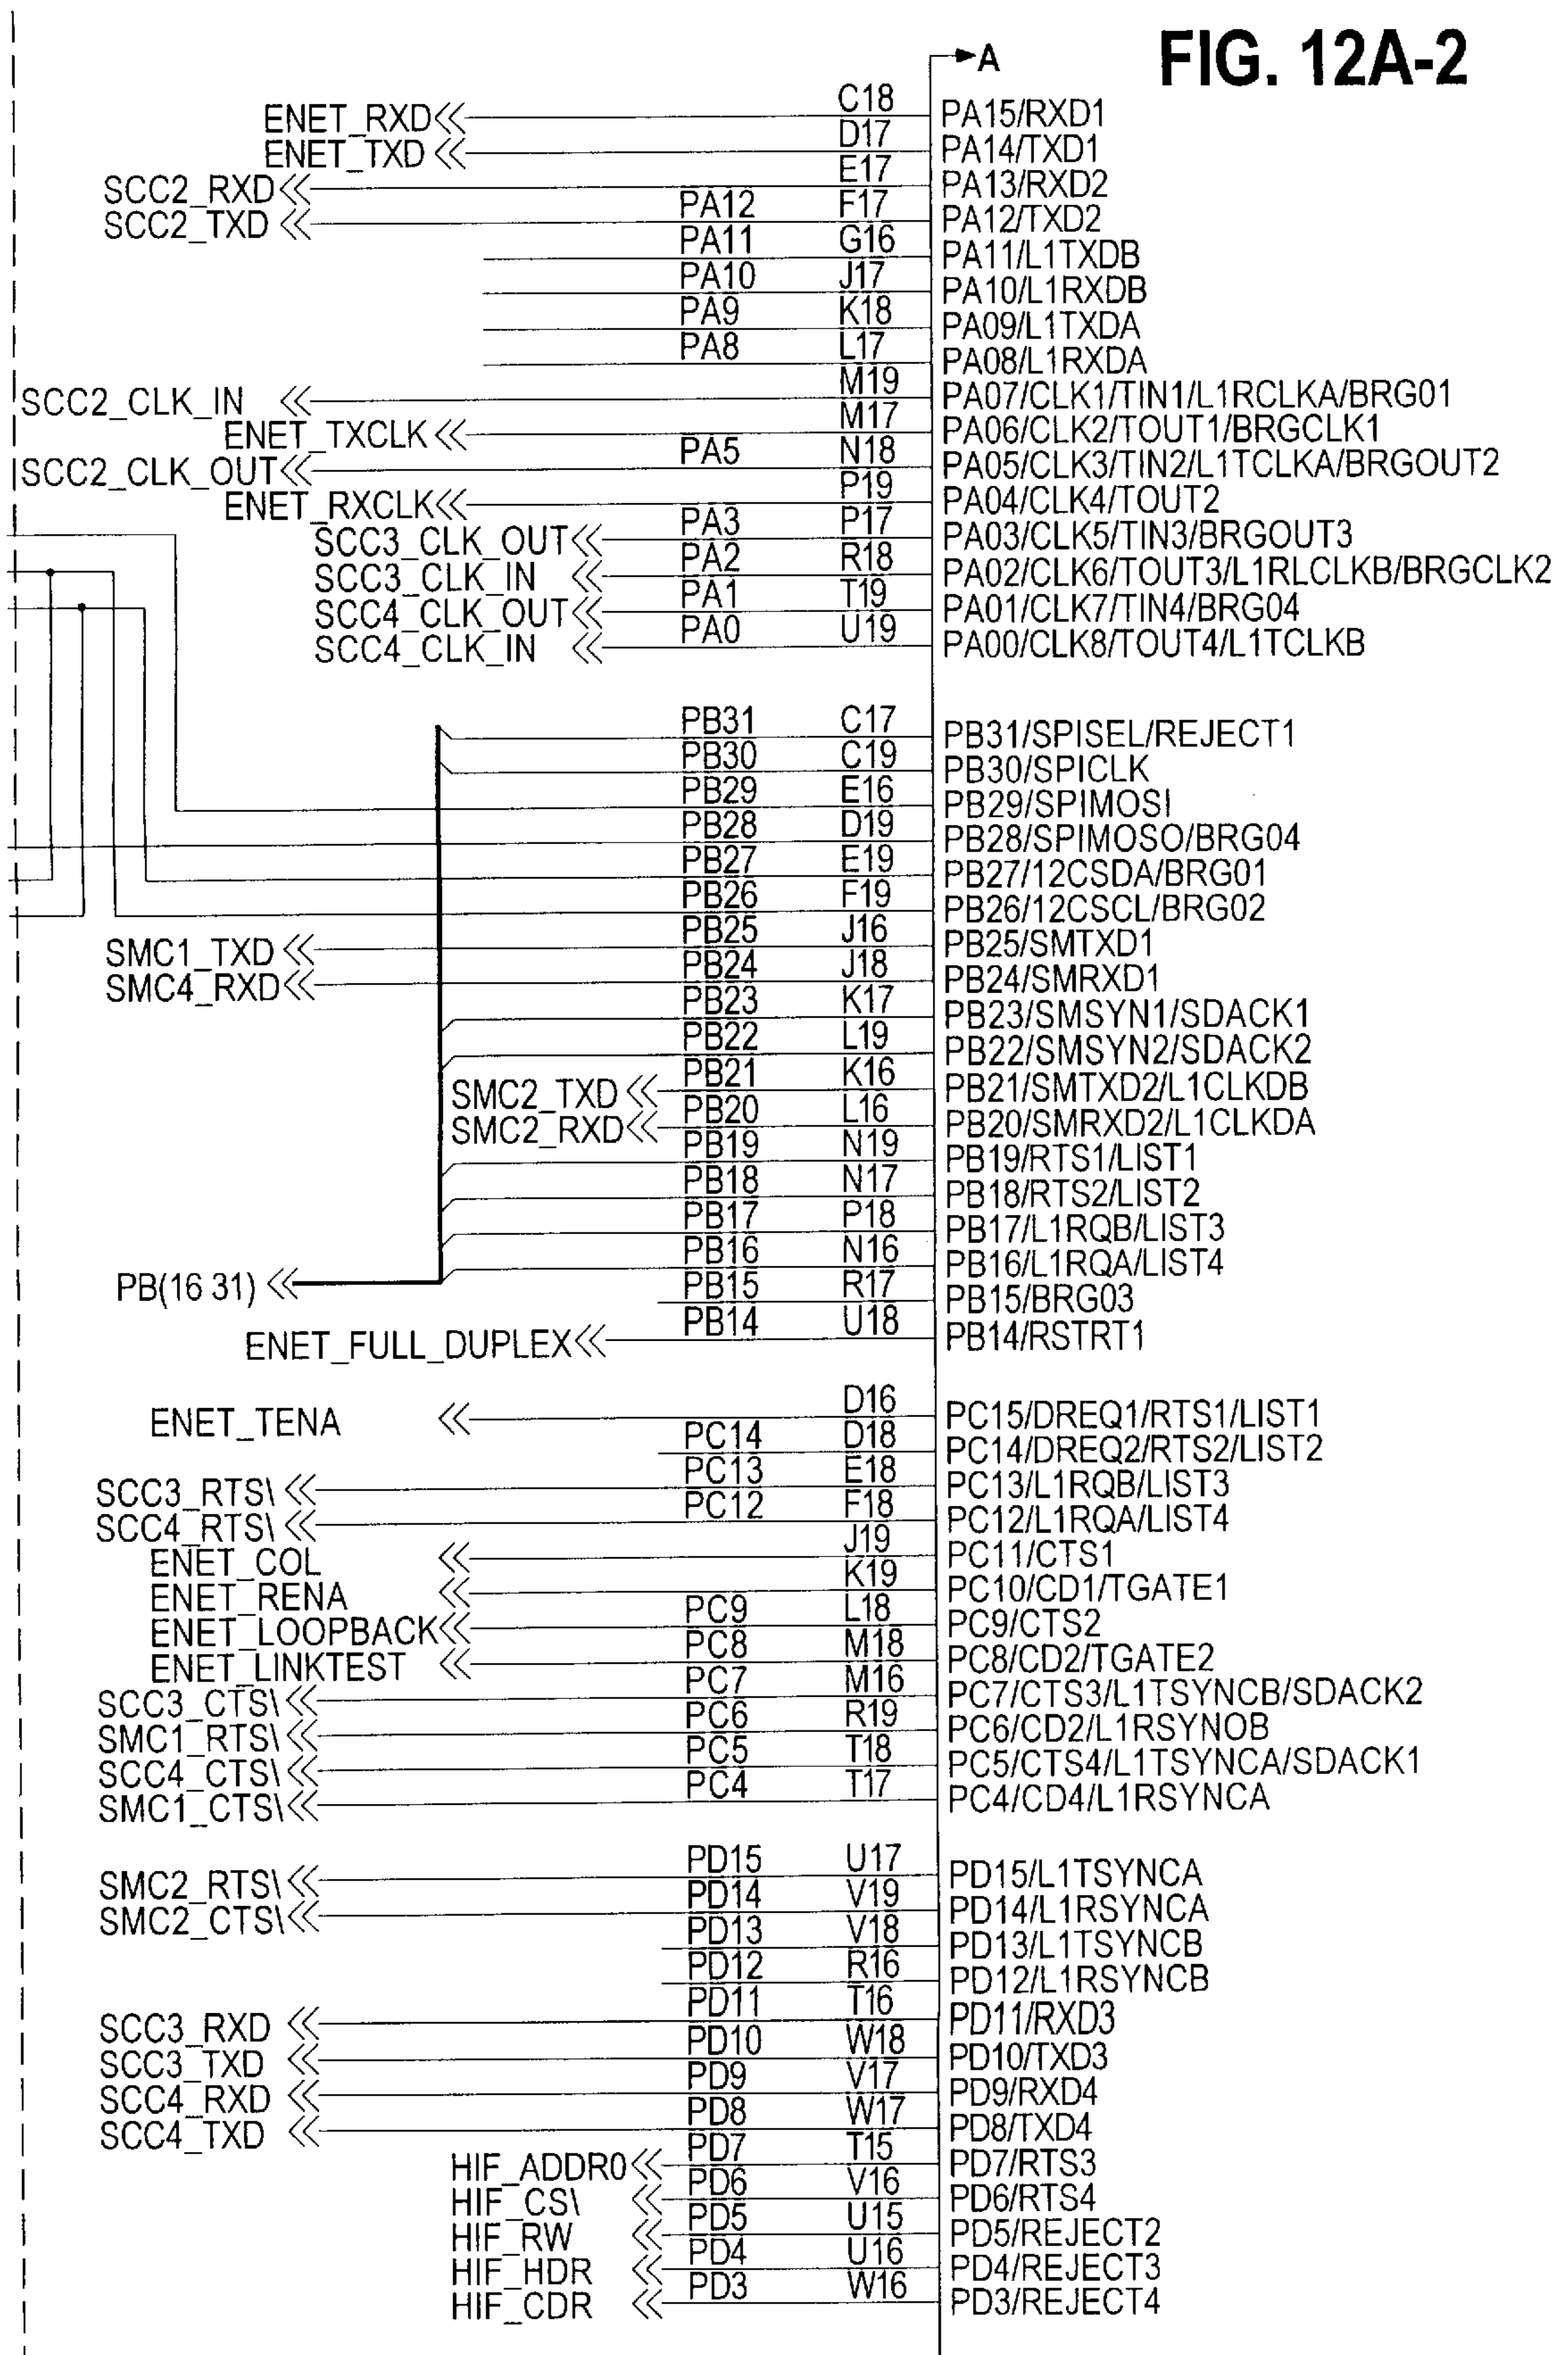 FIG. 12A-2
A
ENET_RXD C18 PA15/RXD1
ENET_TXD D17 PA14/TXD1
SCC2_RXD E17 PA13/RXD2
SCC2_TXD PA12 F17 PA12/TXD2
PA11 G16 PA11/L1TXDB
PA10 J17 PA10/L1RXDB
PA9 K18 PA09/L1TXDA
PA8 L17 PA08/L1RXDA
SCC2_CLK_IN M19 PA07/CLK1/TIN1/L1RCLKA/BRG01
ENET_TXCLK M17 PA06/CLK2/TOUT1/BRGCLK1
SCC2_CLK_OUT PA5 N18 PA05/CLK3/TIN2/L1TCLKA/BRGOUT2
ENET_RXCLK P19 PA04/CLK4/TOUT2
SCC3_CLK_OUT PA3 P17 PA03/CLK5/TIN3/BRGOUT3
SCC3_CLK_IN PA2 R18 PA02/CLK6/TOUT3/L1RLCLKB/BRGCLK2
SCC4_CLK_OUT PA1 T19 PA01/CLK7/TIN4/BRG04
SCC4_CLK_IN PA0 U19 PA00/CLK8/TOUT4/L1TCLKB
PB31 C17 PB31/SPISEL/REJECT1
PB30 C19 PB30/SPICLK
PB29 E16 PB29/SPIMOSI
PB28 D19 PB28/SPIMOSO/BRG04
PB27 E19 PB27/12CSDA/BRG01
PB26 F19 PB26/12CSCL/BRG02
SMC1_TXD PB25 J16 PB25/SMTXD1
SMC4_RXD PB24 J18 PB24/SMRXD1
PB23 K17 PB23/SMSYN1/SDACK1
PB22 L19 PB22/SMSYN2/SDACK2
SMC2_TXD PB21 K16 PB21/SMTXD2/L1CLKDB
SMC2_RXD PB20 L16 PB20/SMRXD2/L1CLKDA
PB19 N19 PB19/RTS1/LIST1
PB18 N17 PB18/RTS2/LIST2
PB17 P18 PB17/L1RQB/LIST3
PB16 N16 PB16/L1RQA/LIST4
PB(16 31) PB15 R17 PB15/BRG03
ENET_FULL_DUPLEX PB14 U18 PB14/RSTRT1
ENET_TENA D16 PC15/DREQ1/RTS1/LIST1
PC14 D18 PC14/DREQ2/RTS2/LIST2
SCC3_RTS\ PC13 E18 PC13/L1RQB/LIST3
SCC4_RTS\ PC12 F18 PC12/L1RQA/LIST4
ENET_COL J19 PC11/CTS1
ENET_RENA K19 PC10/CD1/TGATE1
ENET_LOOPBACK PC9 L18 PC9/CTS2
ENET_LINKTEST PC8 M18 PC8/CD2/TGATE2
SCC3_CTS\ PC7 M16 PC7/CTS3/L1TSYNCB/SDACK2
SMC1_RTS\ PC6 R19 PC6/CD2/L1RSYNOB
SCC4_CTS\ PC5 T18 PC5/CTS4/L1TSYNCA/SDACK1
SMC1_CTS\ PC4 T17 PC4/CD4/L1RSYNCA
SMC2_RTS\ PD15 U17 PD15/L1TSYNCA
SMC2_CTS\ PD14 V19 PD14/L1RSYNCA
PD13 V18 PD13/L1TSYNCB
PD12 R16 PD12/L1RSYNCB
SCC3_RXD PD11 T16 PD11/RXD3
SCC3_TXD PD10 W18 PD10/TXD3
SCC4_RXD PD9 V17 PD9/RXD4
SCC4_TXD PD8 W17 PD8/TXD4
HIF_ADDR0 PD7 T15 PD7/RTS3
HIF_CS\ PD6 V16 PD6/RTS4
HIF_RW PD5 U15 PD5/REJECT2
HIF_HDR PD4 U16 PD4/REJECT3
HIF_CDR PD3 W16 PD3/REJECT4